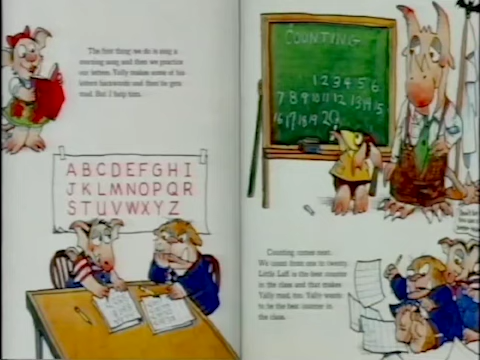 The first thing we do is sing a
morning song and then we practice
our letters. Yally makes some of his
letters backwards and then he gets
mad. But I help him.
ABCDEFGHI
JKLMNOPQR
STUVWXYZ
COUNTING
1 2 3 4 5 6
7 8 9 10 11 12 13 14 15
16 17 18 19 20
Counting comes next.
We count from one to twenty.
Little Lefl is the best counter
in the class and that makes
Yally mad, too. Yally wants
to be the best counter in
the class.